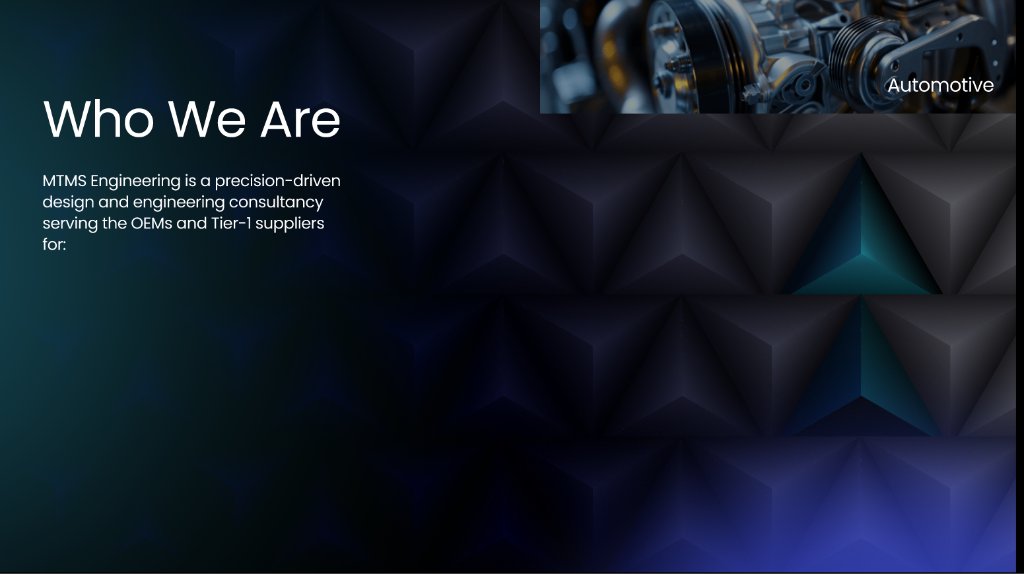 Automotive
Who We Are
MTMS Engineering is a precision-driven
design and engineering consultancy
serving the OEMs and Tier-1 suppliers
for: